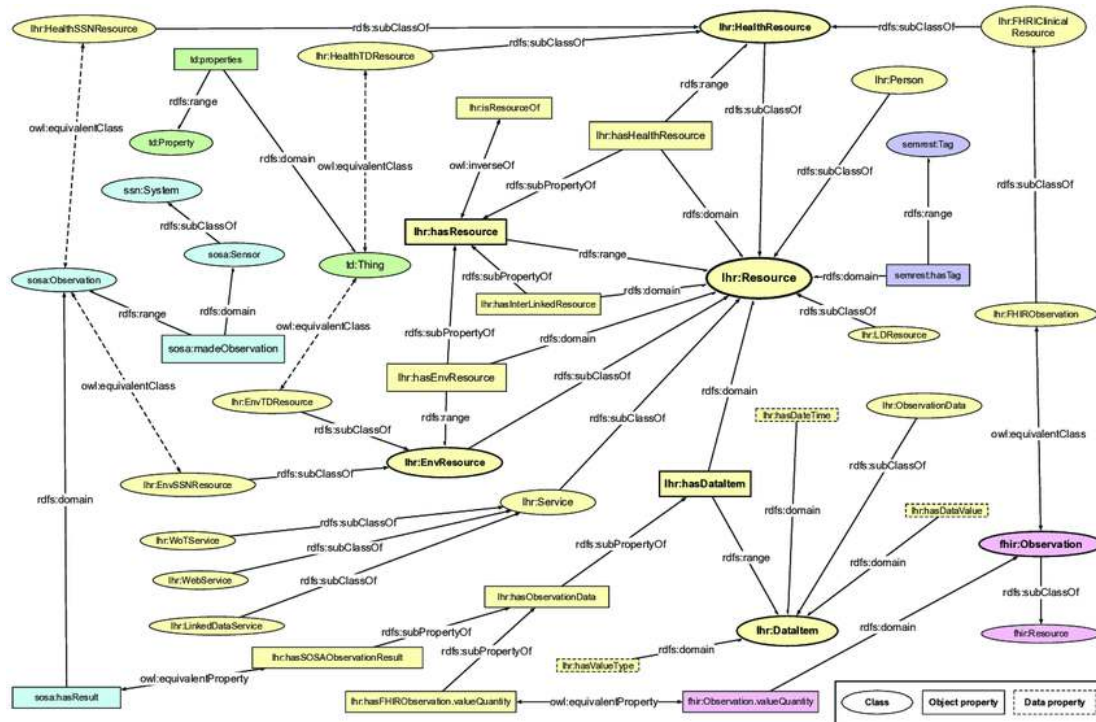 lhr:HealthSSNResource
rdfs:subClassOf
lhr:HealthResource
rdfs:subClassOf
lhr:FHRIClinical
Resource
td:properties
lhr:HealthTDResource
rdfs:subClassOf
rdfs:range
lhr:Person
rdfs:range
lhr:isResourceOf
rdfs:subClassOf
owl:equivalentClass
td:Property
lhr:hasHealthResource
semrest:Tag
rdfs:domain
owl:equivalentClass
owl:inverseOf
rdfs:subClassOf
rdfs:subClassOf
ssn:System
rdfs:subPropertyOf
rdfs:subClassOf
rdfs:domain
rdfs:range
lhr:hasResource
sosa:Sensor
rdfs:range
sosa:Observation
td:Thing
rdfs:subPropertyOf
lhr:Resource
rdfs:domain
semrest:hasTag
rdfs:range
rdfs:domain
lhr:hasInterLinkedResource
rdfs:domain
rdfs:subClassOf
lhr:FHIRObservation
owl:equivalentClass
lhr:LDResource
sosa:madeObservation
rdfs:subPropertyOf
rdfs:domain
owl:equivalentClass
lhr:hasEnvResource
rdfs:subClassOf
rdfs:domain
lhr:EnvTDResource
rdfs:subClassOf
rdfs:range
rdfs:subClassOf
lhr:hasDateTime
lhr:ObservationData
owl:equivalentClass
lhr:EnvResource
rdfs:subClassOf
lhr:EnvSSNResource
lhr:hasDataItem
rdfs:subClassOf
rdfs:domain
lhr:Service
rdfs:domain
lhr:hasDataValue
rdfs:subClassOf
lhr:WoTService
rdfs:subClassOf
rdfs:subPropertyOf
rdfs:range
rdfs:domain
fhir:Observation
lhr:WebService
rdfs:subClassOf
rdfs:subClassOf
lhr:hasObservationData
lhr:LinkedDataService
rdfs:subPropertyOf
rdfs:domain
lhr:DataItem
fhir:Resource
lhr:hasSOSAObservationResult
rdfs:subPropertyOf
rdfs:domain
lhr:hasValueType
owl:equivalentProperty
sosa:hasResult
lhr:hasFHIRObservation.valueQuantity
owl:equivalentProperty
fhir:Observation.valueQuantity
Class
Object property
Data property